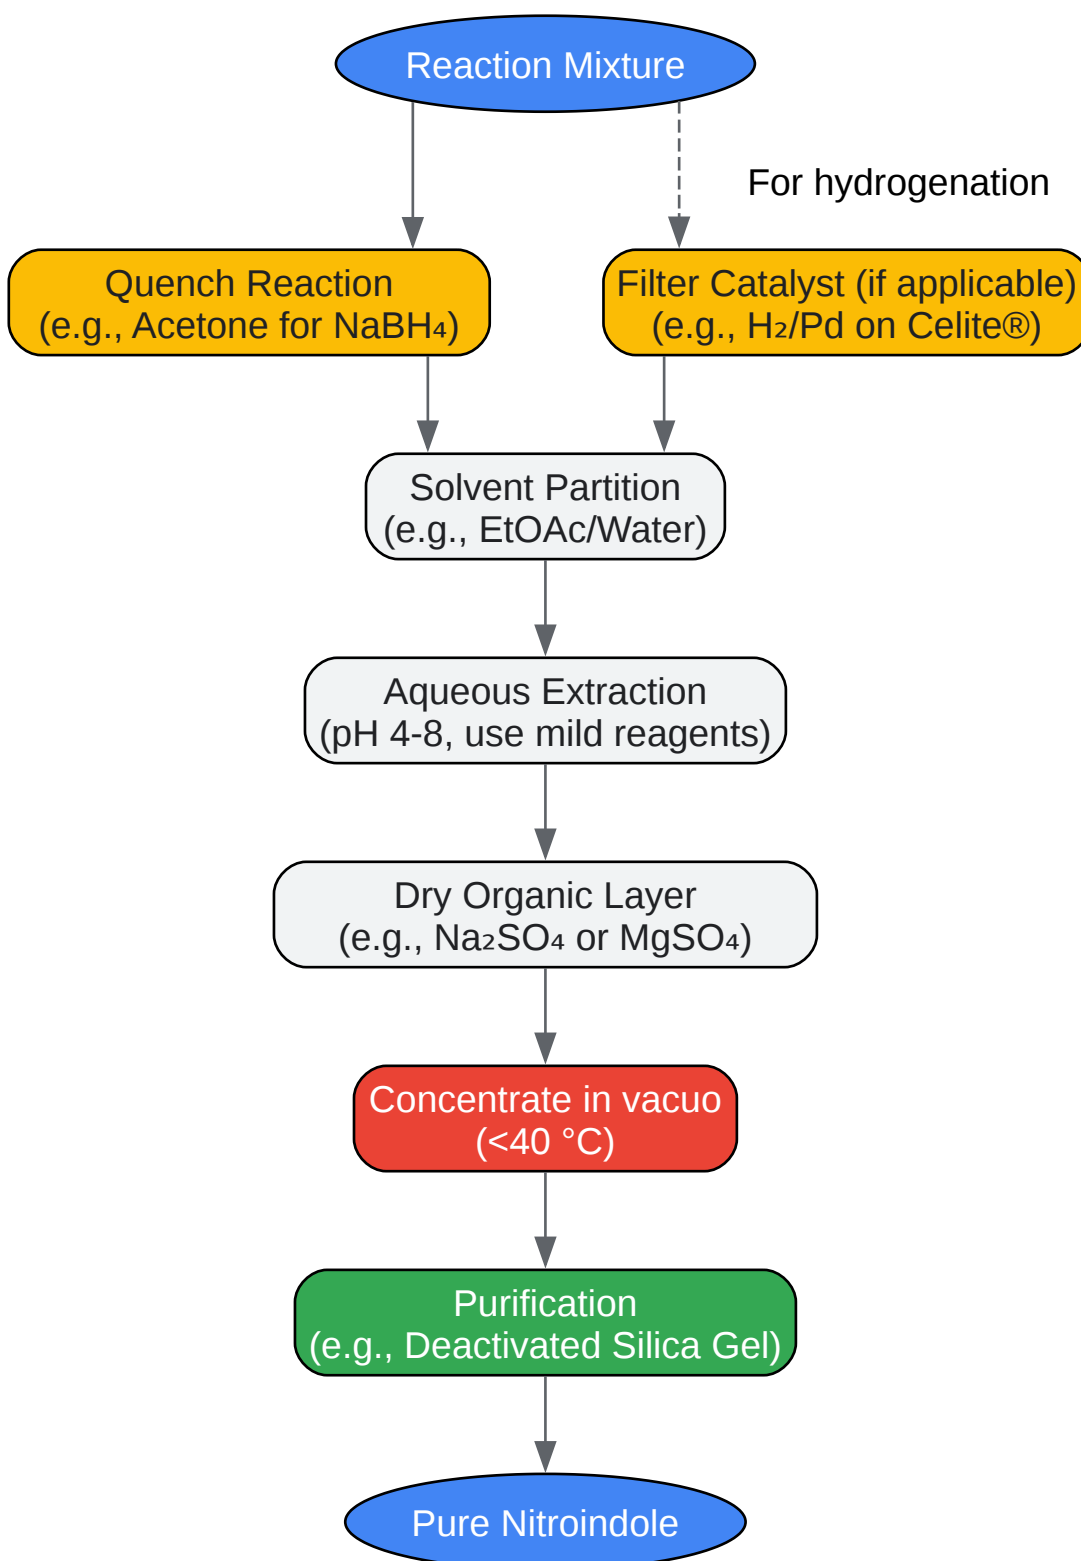 Reaction Mixture
For hydrogenation
Quench Reaction
(e.g., Acetone for NaBH₄)
Filter Catalyst (if applicable)
(e.g., H₂/Pd on Celite®)
Solvent Partition
(e.g., EtOAc/Water)
Aqueous Extraction
(pH 4-8, use mild reagents)
Dry Organic Layer
(e.g., Na₂SO₄ or MgSO₄)
Concentrate in vacuo
(<40 °C)
Purification
(e.g., Deactivated Silica Gel)
Pure Nitroindole